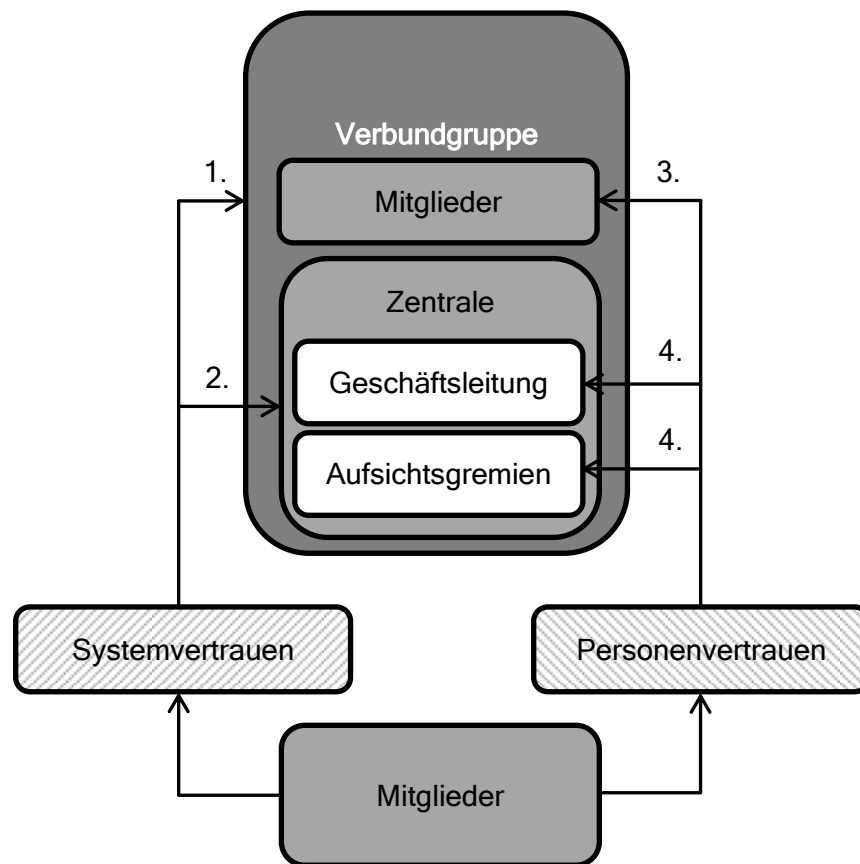 Verbundgruppe
1.
Mitglieder
3.
Zentrale
2.
Geschäftsleitung
4.
Aufsichtsgremien
4.
Systemvertrauen
Personenvertrauen
Mitglieder